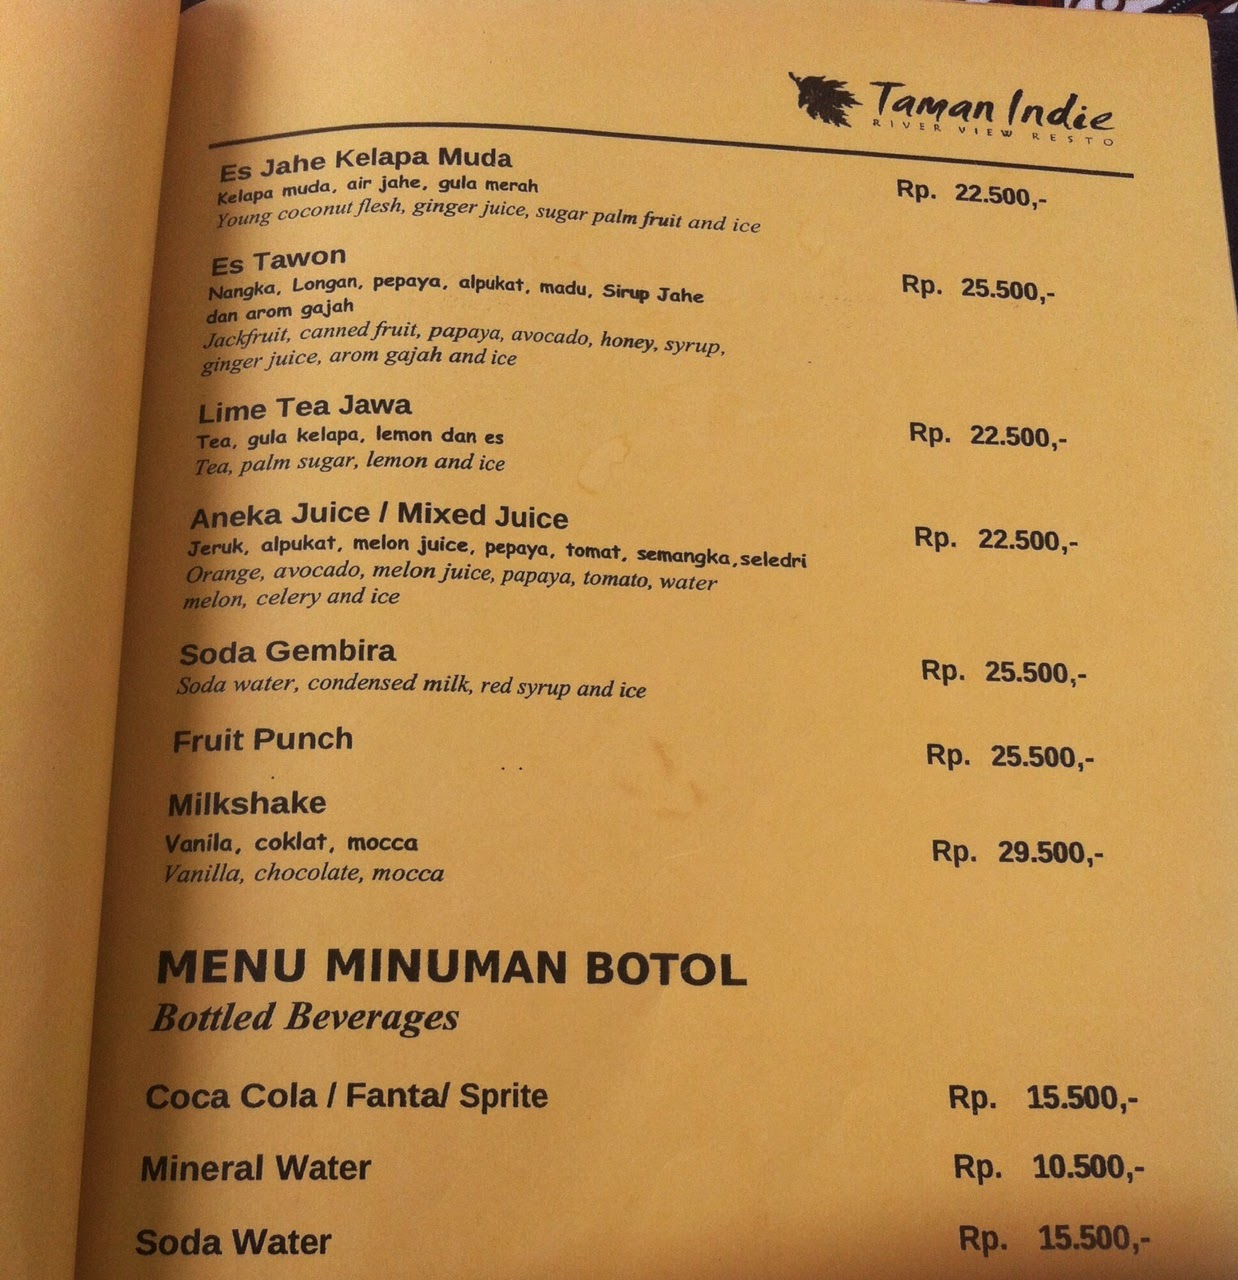 Taman Indie
RIVER VIEW RESTO
Es Jahe Kelapa Muda
Kelapa muda, air jahe, gula merah
Rp. 22.500,-
Young coconut flesh, ginger juice, sugar palm fruit and ice
Es Tawon
Nangka, Longan, pepaya, alpukat, madu, Sirup Jahe
Rp. 25.500,-
dan arom gajah
Jackfruit, canned fruit, papaya, avocado, honey, syrup,
ginger juice, arom gajah and ice
Lime Tea Jawa
Tea, gula kelapa, lemon dan es
Rp. 22.500,-
Tea, palm sugar, lemon and ice
Aneka Juice / Mixed Juice
Jeruk, alpukat, melon juice, pepaya, tomat, semangka,seledri
Rp. 22.500,-
Orange, avocado, melon juice, papaya, tomato, water
melon, celery and ice
Soda Gembira
Rp. 25.500,-
Soda water, condensed milk, red syrup and ice
Fruit Punch
Rp. 25.500,-
Milkshake
Vanila, coklat, mocca
Rp. 29.500,-
Vanilla, chocolate, mocca
MENU MINUMAN BOTOL
Bottled Beverages
Coca Cola / Fanta/ Sprite
Rp. 15.500,-
Mineral Water
Rp. 10.500,-
Soda Water
Rp. 15.500,-